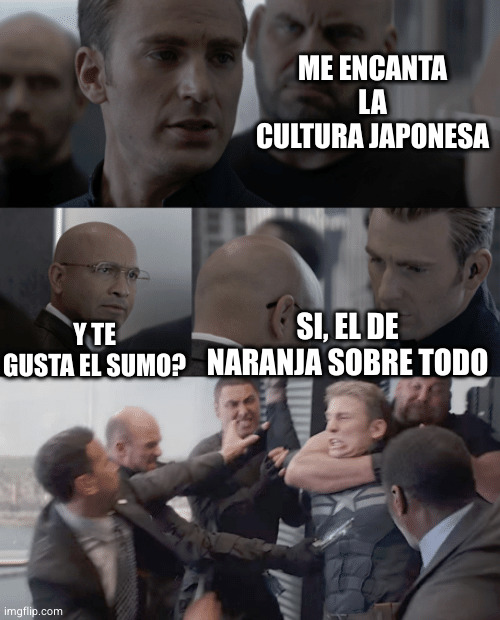 ME ENCANTA
LA
CULTURA JAPONESA
Y TE
GUSTA EL SUMO?
SI, EL DE
NARANJA SOBRE TODO
imgflip.com